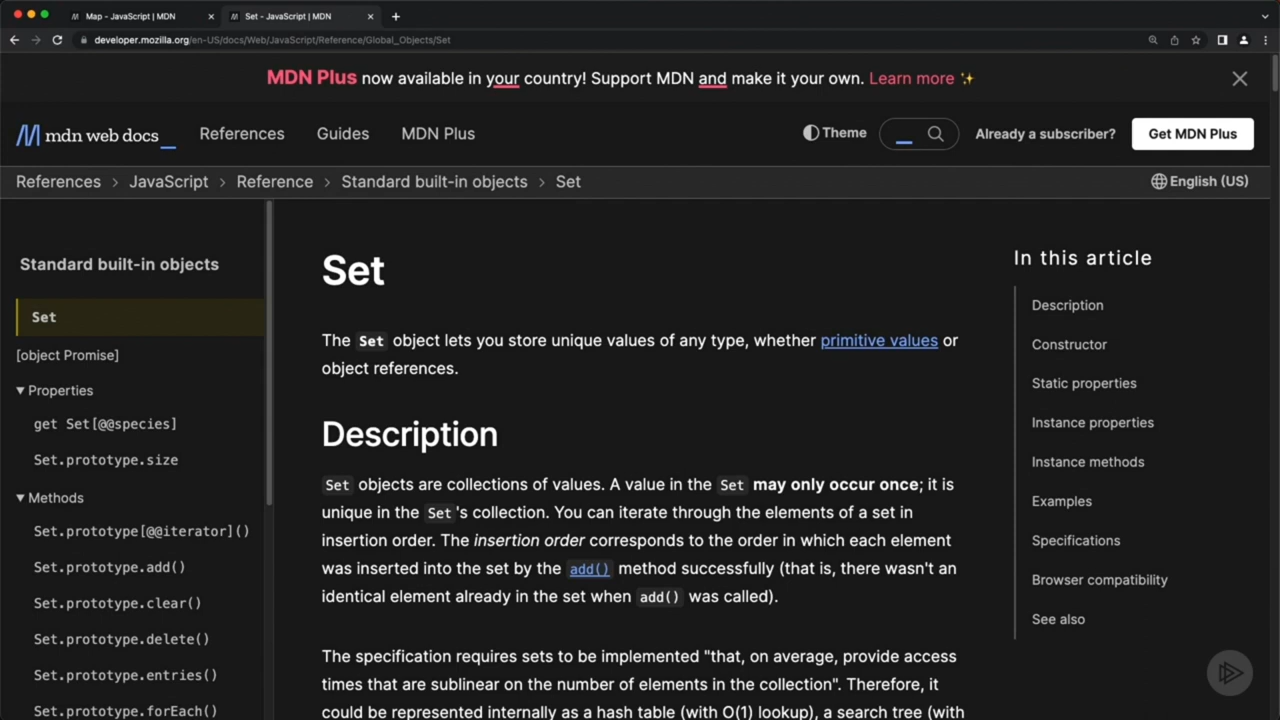 Map - JavaScript | MDN
Set - JavaScript | MDN
developer.mozilla.org/en-US/docs/Web/JavaScript/Reference/Global_Objects/Set
MDN Plus now available in your country! Support MDN and make it your own. Learn more ✨
mdn web docs_
References
Guides
MDN Plus
Theme
Already a subscriber?
Get MDN Plus
References > JavaScript > Reference > Standard built-in objects > Set
English (US)
Standard built-in objects
Set
[object Promise]
Properties
get Set[@@species]
Set.prototype.size
Methods
Set.prototype[@@iterator]()
Set.prototype.add()
Set.prototype.clear()
Set.prototype.delete()
Set.prototype.entries()
Set.prototype.forEach()
Set
The Set object lets you store unique values of any type, whether primitive values or
object references.
Description
Set objects are collections of values. A value in the Set may only occur once; it is
unique in the Set's collection. You can iterate through the elements of a set in
insertion order. The insertion order corresponds to the order in which each element
was inserted into the set by the add() method successfully (that is, there wasn't an
identical element already in the set when add() was called).
The specification requires sets to be implemented "that, on average, provide access
times that are sublinear on the number of elements in the collection". Therefore, it
could be represented internally as a hash table (with O(1) lookup), a search tree (with
In this article
Description
Constructor
Static properties
Instance properties
Instance methods
Examples
Specifications
Browser compatibility
See also